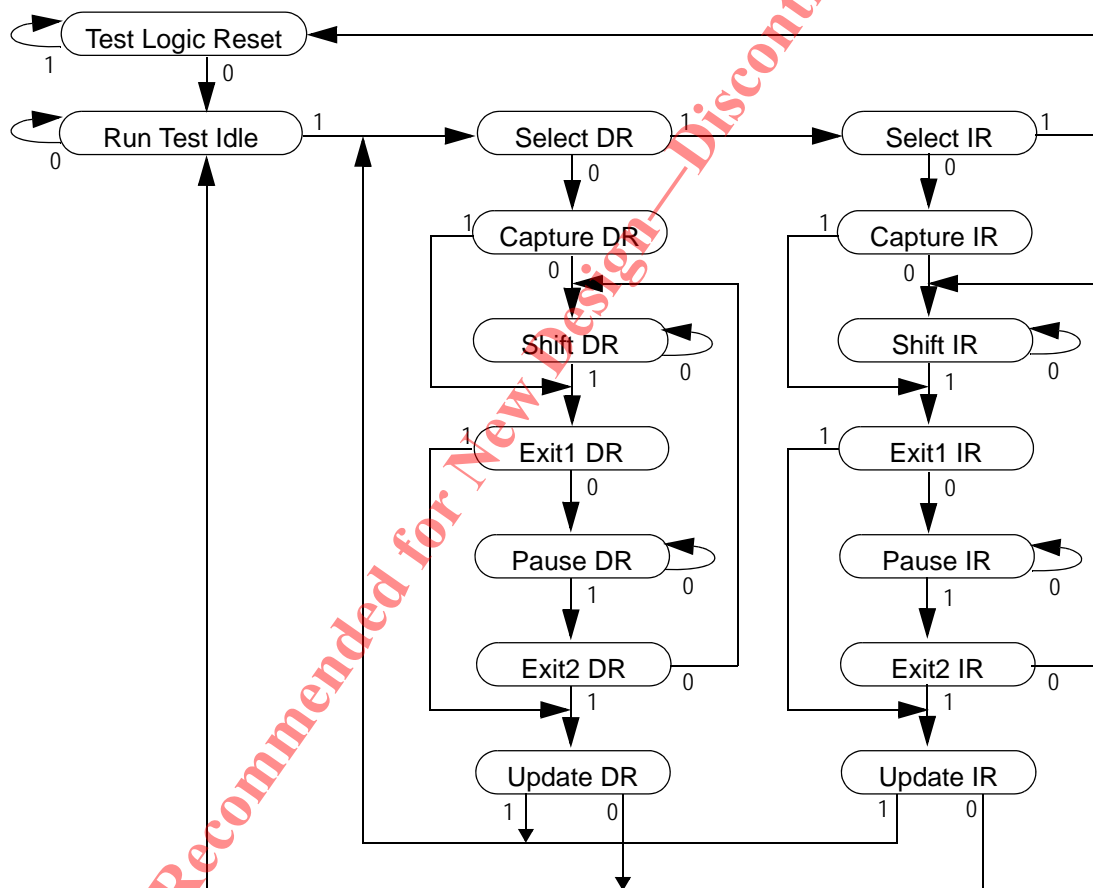 Test Logic Reset
1
0
Run Test Idle
0
1
Select DR
1
0
Select IR
1
0
Capture DR
1
0
Capture IR
1
0
Shift DR
0
1
Shift IR
0
1
Exit1 DR
1
0
Exit1 IR
1
0
Pause DR
0
1
Pause IR
0
1
Exit2 DR
0
1
Exit2 IR
0
1
Update DR
1
0
Update IR
1
0
Recommended for New Design—Disconti